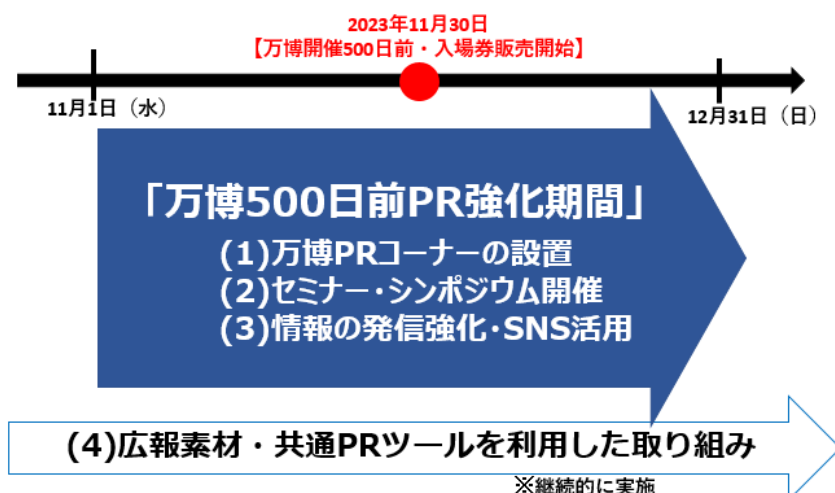 2023年11月30日
【万博開催500日前・入場券販売開始】
11月1日（水）
12月31日（日）
「万博500日前PR強化期間」
(1)万博PRコーナーの設置
(2)セミナー・シンポジウム開催
(3)情報の発信強化・SNS活用
(4)広報素材・共通PRツールを利用した取り組み
※継続的に実施